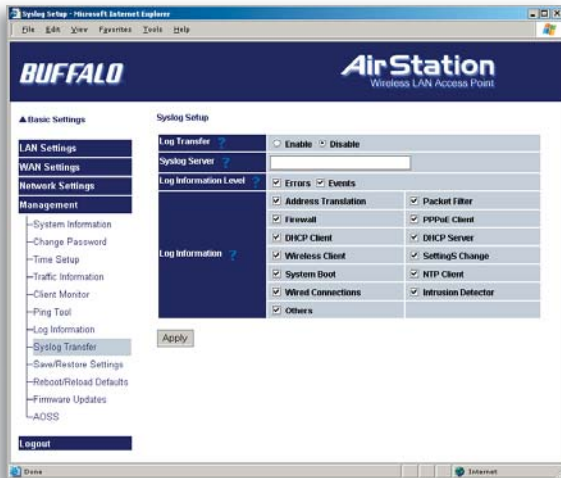 Syslog Setup - Microsoft Internet Explorer
File Edit View Favorites Tools Help
BUFFALO
AirStation
Wireless LAN Access Point
Basic Settings
LAN Settings
WAN Settings
Network Settings
Management
System Information
Change Password
Time Setup
Traffic Information
Client Monitor
Ping Tool
Log Information
Syslog Transfer
Save/Restore Settings
Reboot/Reload Defaults
Firmware Updates
AOSS
Logout
Syslog Setup
Log Transfer ? Enable Disable
Syslog Server ?
Log Information Level ? Errors Events
Log Information ?
Address Translation Packet Filter
Firewall PPPoE Client
DHCP Client DHCP Server
Wireless Client SettingS Change
System Boot NTP Client
Wired Connections Intrusion Detector
Others
Apply
Done Internet